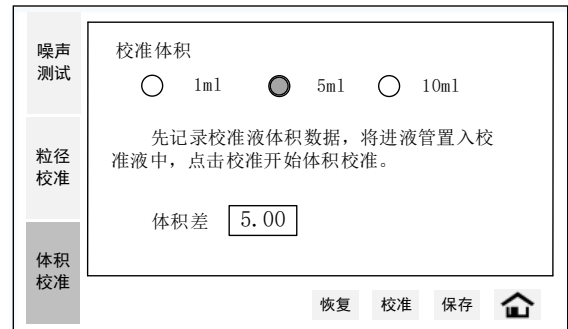 噪声
测试
粒径
校准
体积
校准
校准体积
1ml 5ml 10ml
先记录校准液体积数据，将进液管置入校
准液中，点击校准开始体积校准。
体积差 5.00
恢复 校准 保存